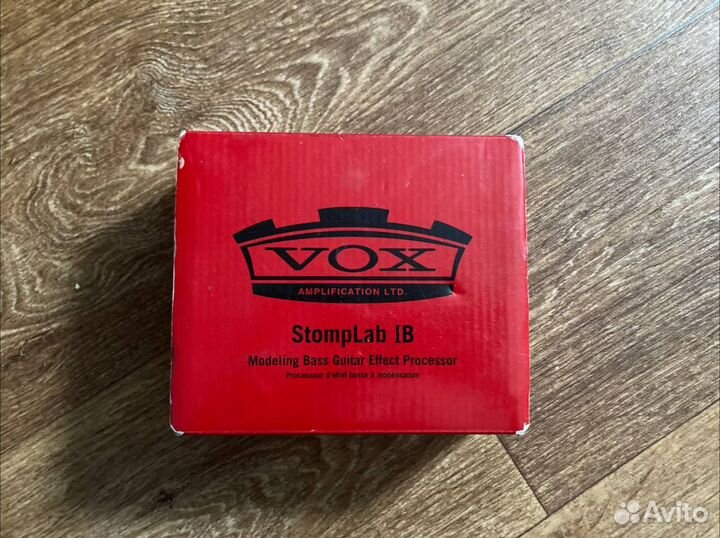 VOX
AMPLIFICATION LTD.
StompLab IB
Modeling Bass Guitar Effect Processor
Processeur d'effet basse à modélisation
Avito